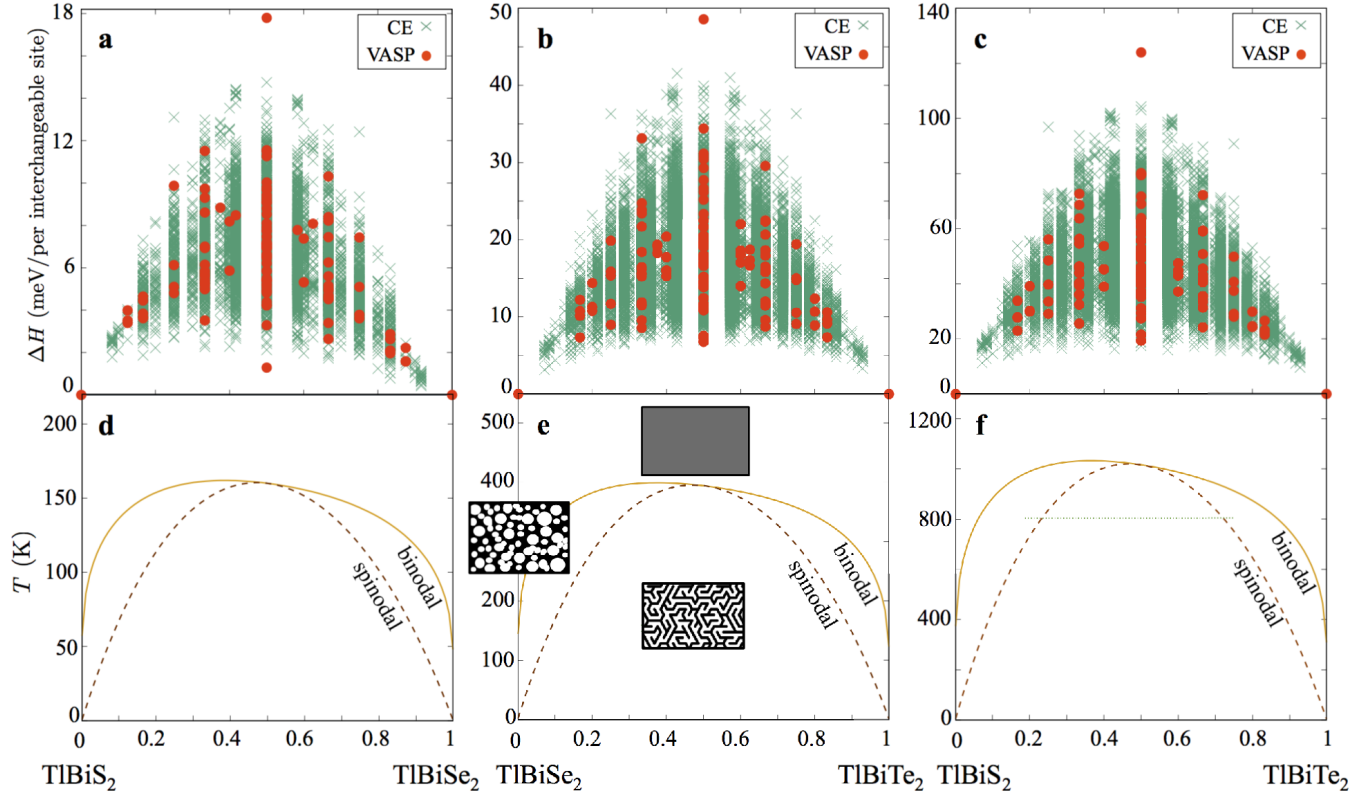 a
CE
VASP
18
12
6
0
ΔH (meV/per interchangeable site)
b
CE
VASP
50
40
30
20
10
0
c
CE
VASP
140
100
60
20
0
d
200
150
100
50
0
T (K)
binodal
spinodal
0 0.2 0.4 0.6 0.8 1
TlBiS₂ TlBiSe₂
e
500
400
200
100
0
binodal
spinodal
0 0.2 0.4 0.6 0.8 1
TlBiSe₂ TlBiTe₂
f
1200
800
400
0
binodal
spinodal
0 0.2 0.4 0.6 0.8 1
TlBiS₂ TlBiTe₂